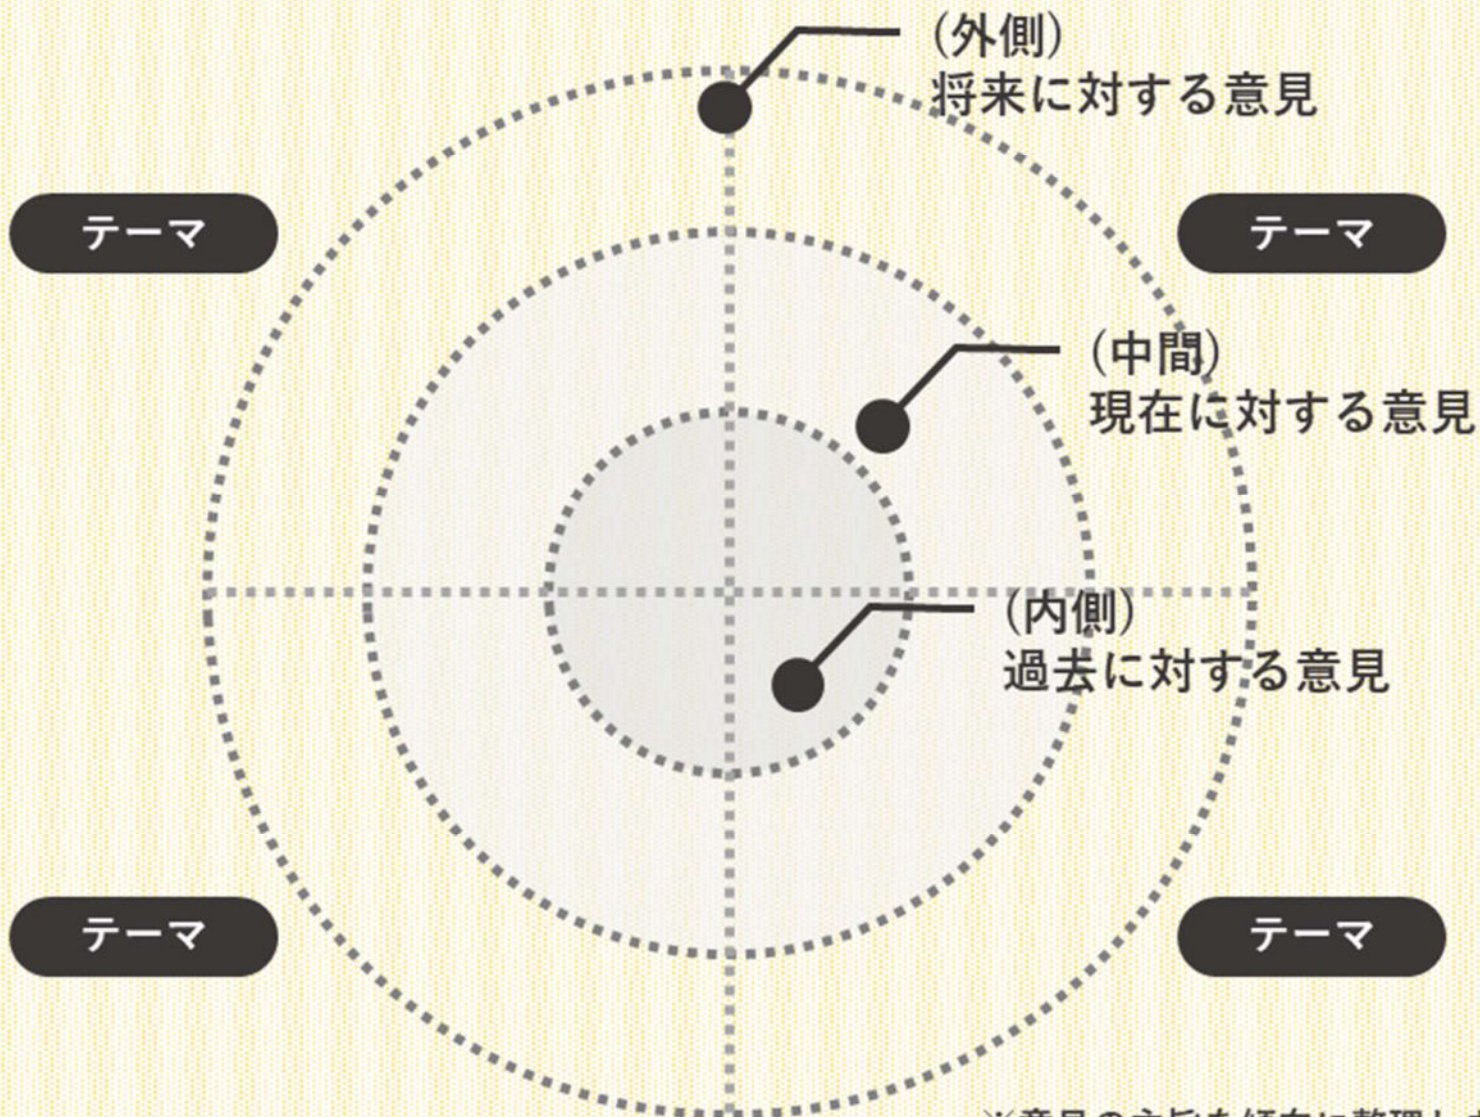 (外側)
将来に対する意見
テーマ
テーマ
(中間)
現在に対する意見
(内側)
過去に対する意見
テーマ
テーマ